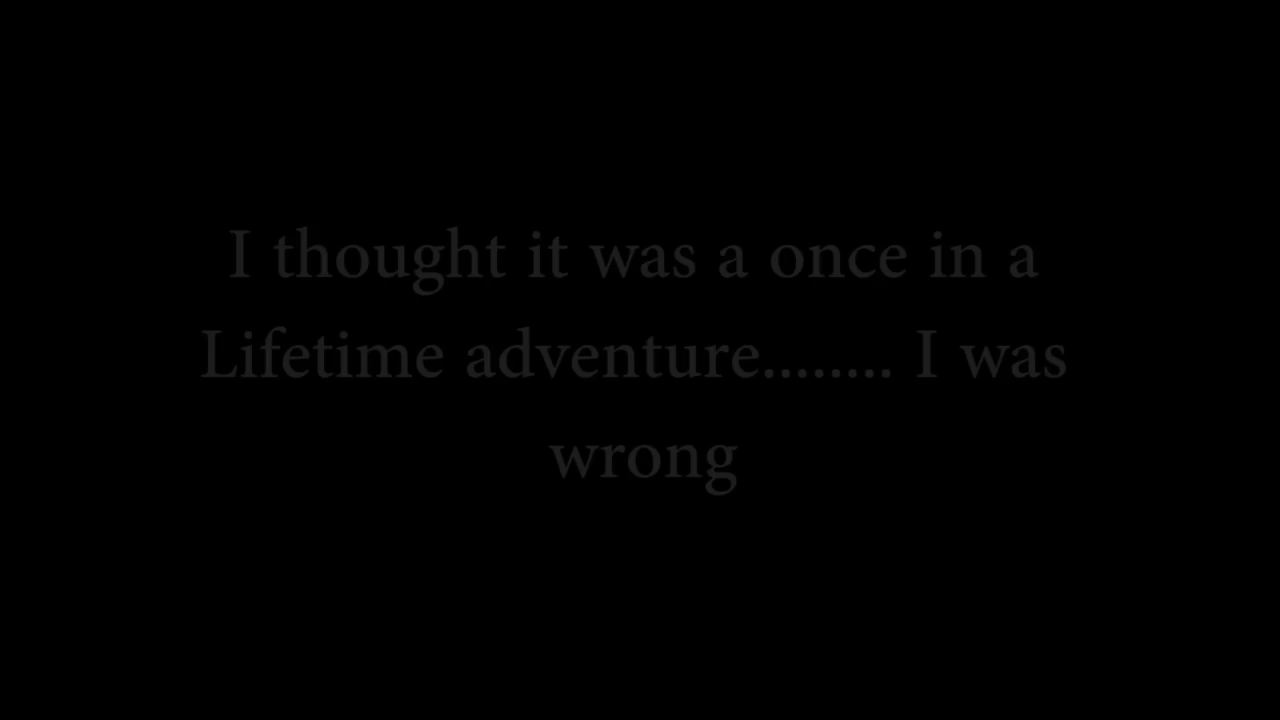 I thought it was a once in a
Lifetime adventure........ I was
wrong